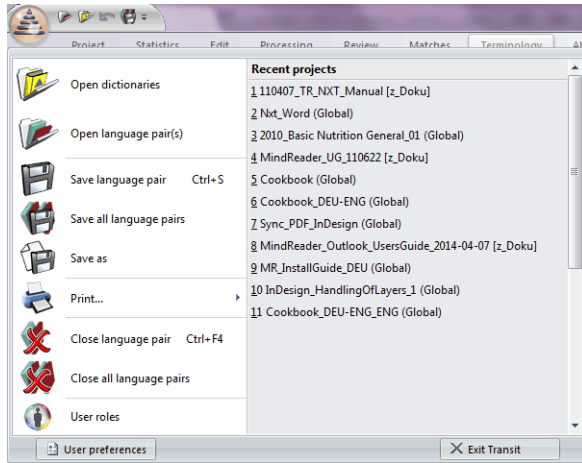 Project Statistics Edit Processing Review Matches Terminology
Open dictionaries
Open language pair(s)
Save language pair Ctrl+S
Save all language pairs
Save as
Print...
Close language pair Ctrl+F4
Close all language pairs
User roles
Recent projects
1 110407_TR_NXT_Manual [z_Doku]
2 Nxt_Word (Global)
3 2010_Basic Nutrition General_01 (Global)
4 MindReader_UG_110622 [z_Doku]
5 Cookbook (Global)
6 Cookbook_DEU-ENG (Global)
7 Sync_PDF_InDesign (Global)
8 MindReader_Outlook_UsersGuide_2014-04-07 [z_Doku]
9 MR_InstallGuide_DEU (Global)
10 InDesign_HandlingOfLayers_1 (Global)
11 Cookbook_DEU-ENG_ENG (Global)
User preferences
Exit Transit